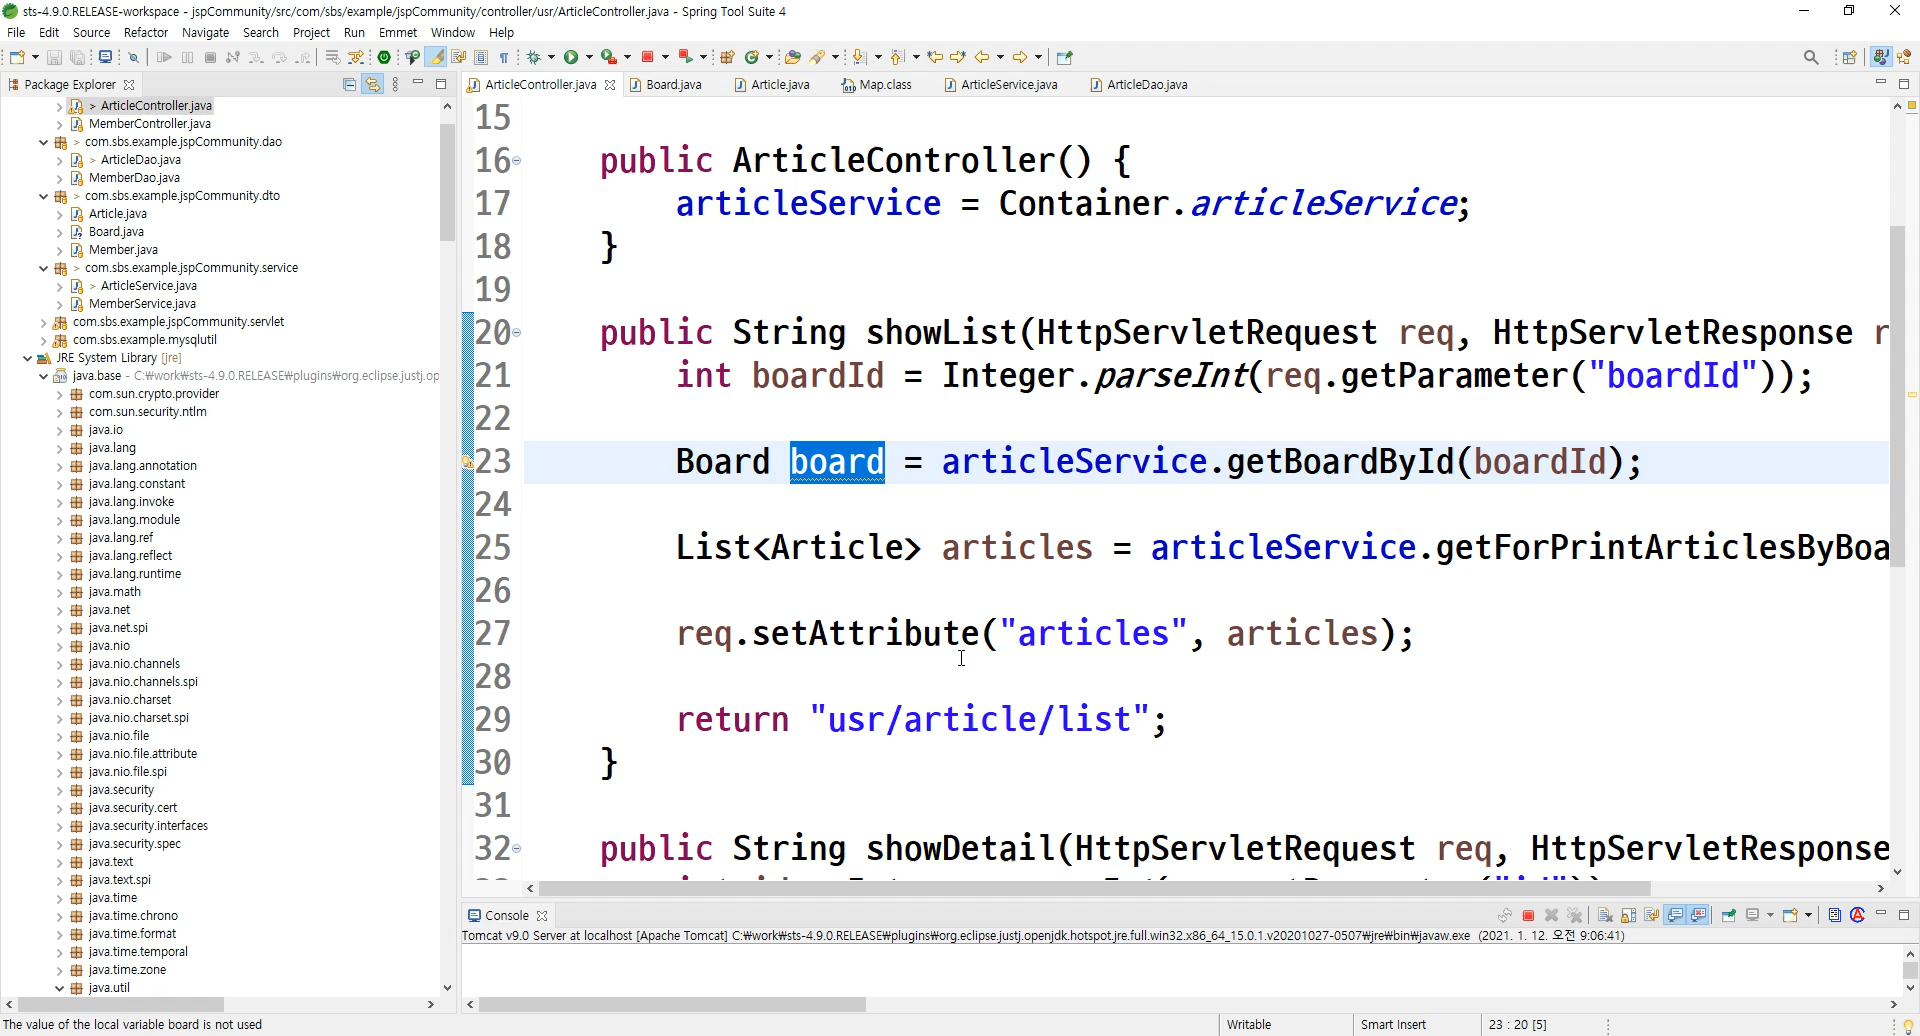 sts-4.9.0.RELEASE-workspace - jspCommunity/src/com/sbs/example/jspCommunity/controller/usr/ArticleController.java - Spring Tool Suite 4
File Edit Source Refactor Navigate Search Project Run Emmet Window Help
Package Explorer
> ArticleController.java
MemberController.java
> com.sbs.example.jspCommunity.dao
> ArticleDao.java
MemberDao.java
> com.sbs.example.jspCommunity.dto
Article.java
Board.java
Member.java
> com.sbs.example.jspCommunity.service
> ArticleService.java
MemberService.java
com.sbs.example.jspCommunity.servlet
com.sbs.example.mysqlutil
JRE System Library [jre]
java.base - C:₩work₩sts-4.9.0.RELEASE₩plugins₩org.eclipse.justj.op
com.sun.crypto.provider
com.sun.security.ntlm
java.io
java.lang
java.lang.annotation
java.lang.constant
java.lang.invoke
java.lang.module
java.lang.ref
java.lang.reflect
java.lang.runtime
java.math
java.net
java.net.spi
java.nio
java.nio.channels
java.nio.channels.spi
java.nio.charset
java.nio.charset.spi
java.nio.file
java.nio.file.attribute
java.nio.file.spi
java.security
java.security.cert
java.security.interfaces
java.security.spec
java.text
java.text.spi
java.time
java.time.chrono
java.time.format
java.time.temporal
java.time.zone
java.util
ArticleController.java Board.java Article.java Map.class ArticleService.java ArticleDao.java
15
16 public ArticleController() {
17 articleService = Container.articleService;
18 }
19
20 public String showList(HttpServletRequest req, HttpServletResponse r
21 int boardId = Integer.parseInt(req.getParameter("boardId"));
22
23 Board board = articleService.getBoardById(boardId);
24
25 List<Article> articles = articleService.getForPrintArticlesByBoa
26
27 req.setAttribute("articles", articles);
28
29 return "usr/article/list";
30 }
31
32 public String showDetail(HttpServletRequest req, HttpServletResponse
Console
Tomcat v9.0 Server at localhost [Apache Tomcat] C:₩work₩sts-4.9.0.RELEASE₩plugins₩org.eclipse.justj.openjdk.hotspot.jre.full.win32.x86_64_15.0.1.v20201027-0507₩jre₩bin₩javaw.exe (2021. 1. 12. 오전 9:06:41)
The value of the local variable board is not used
Writable
Smart Insert
23 : 20 [5]